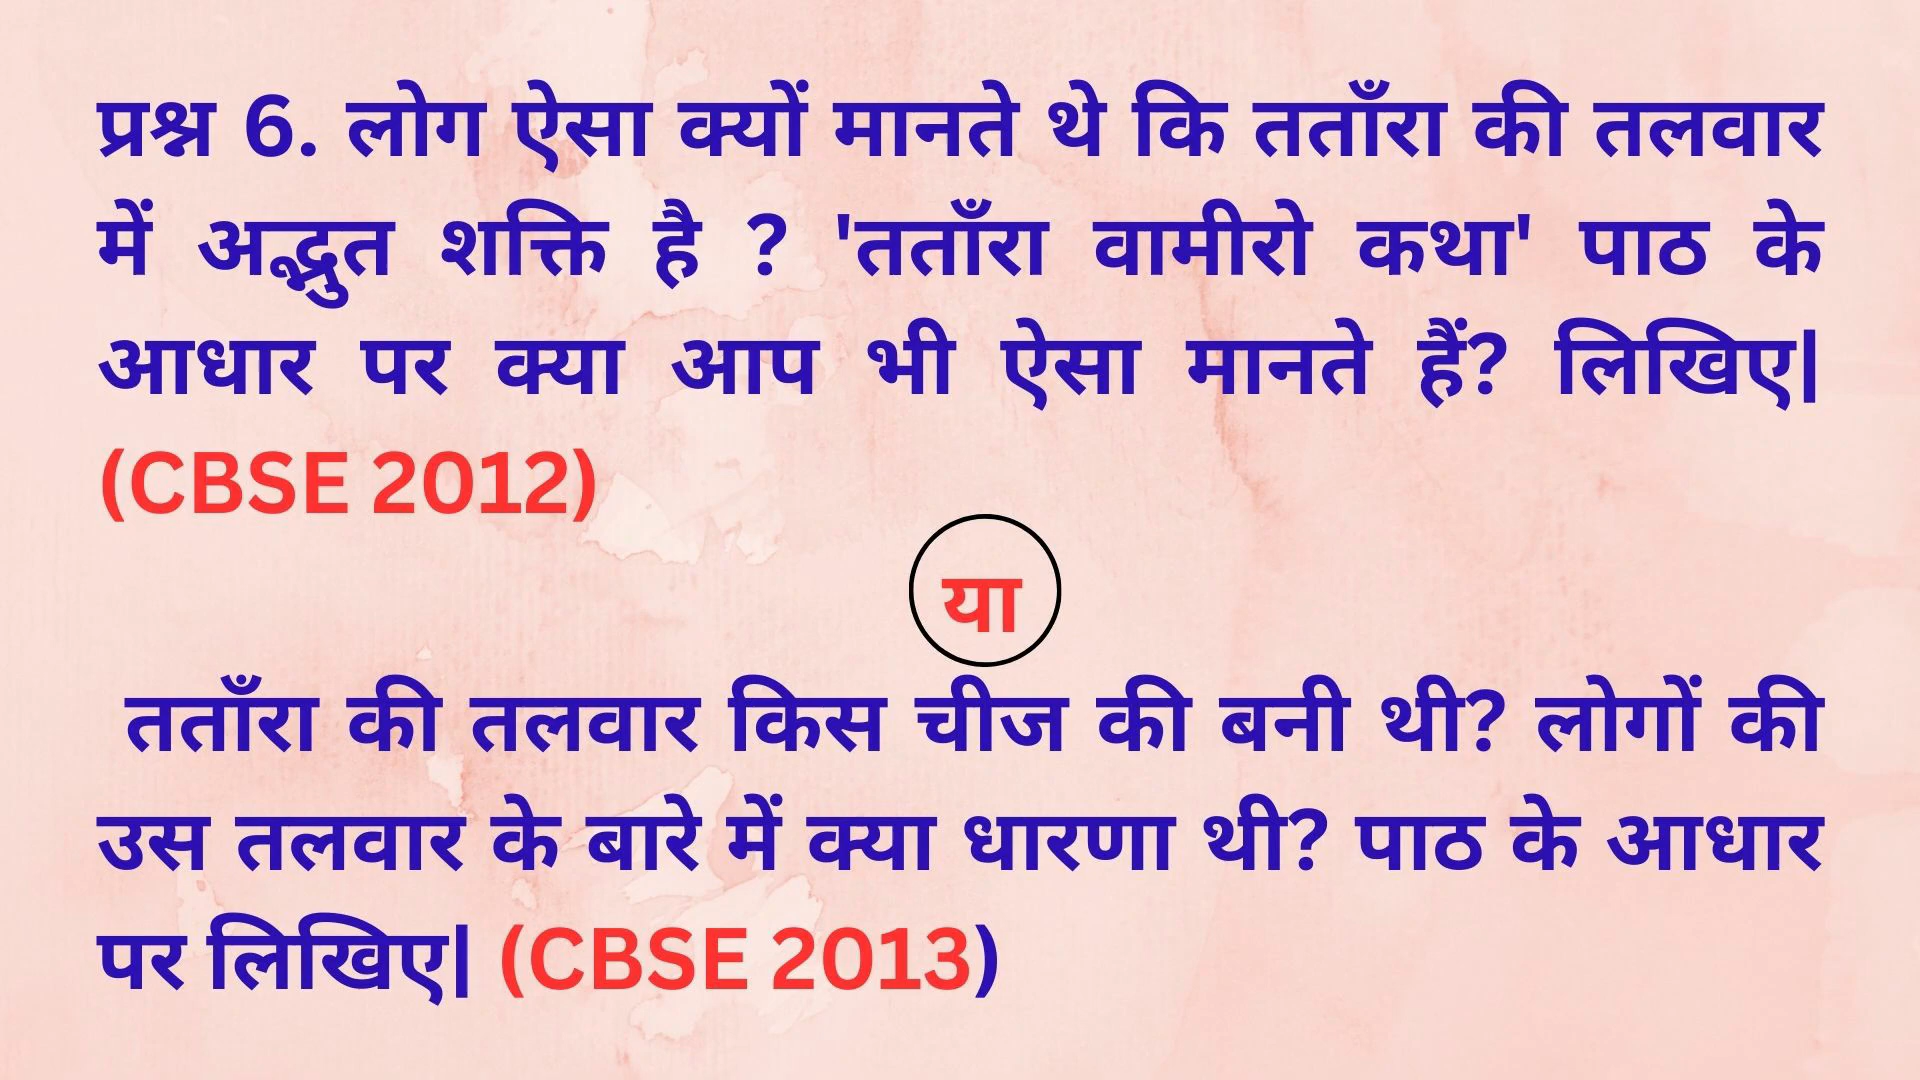 प्रश्न 6. लोग ऐसा क्यों मानते थे कि तताँरा की तलवार
में अद्भुत शक्ति है ? 'तताँरा वामीरो कथा' पाठ के
आधार पर क्या आप भी ऐसा मानते हैं? लिखिए|
(CBSE 2012)
या
तताँरा की तलवार किस चीज की बनी थी? लोगों की
उस तलवार के बारे में क्या धारणा थी? पाठ के आधार
पर लिखिए| (CBSE 2013)